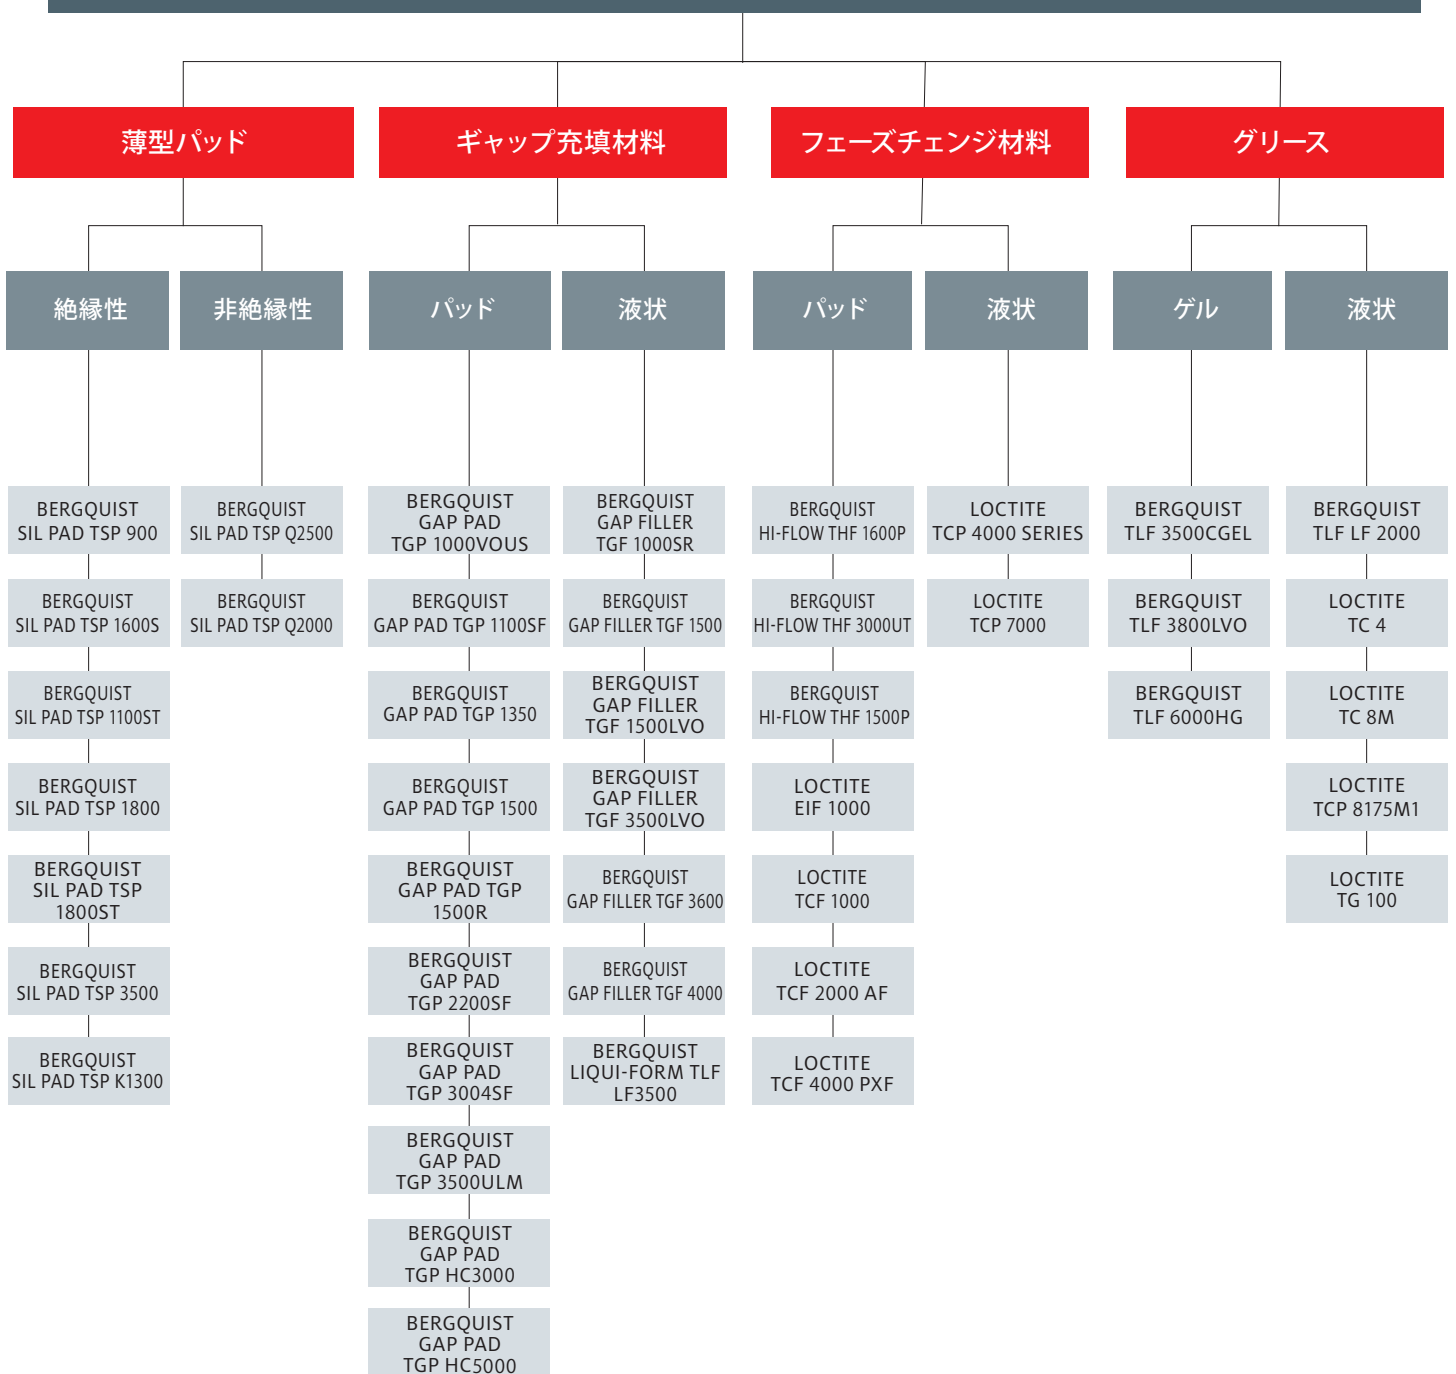 薄型パッド
ギャップ充填材料
フェーズチェンジ材料
グリース
絶縁性
非絶縁性
パッド
液状
パッド
液状
ゲル
液状
BERGQUIST
SIL PAD TSP 900
BERGQUIST
SIL PAD TSP 1600S
BERGQUIST
SIL PAD TSP 1100ST
BERGQUIST
SIL PAD TSP 1800
BERGQUIST
SIL PAD TSP
1800ST
BERGQUIST
SIL PAD TSP 3500
BERGQUIST
SIL PAD TSP K1300
BERGQUIST
SIL PAD TSP Q2500
BERGQUIST
SIL PAD TSP Q2000
BERGQUIST
GAP PAD
TGP 1000VOUS
BERGQUIST
GAP PAD TGP 1100SF
BERGQUIST
GAP PAD TGP 1350
BERGQUIST
GAP PAD TGP 1500
BERGQUIST
GAP PAD TGP
1500R
BERGQUIST
GAP PAD
TGP 2200SF
BERGQUIST
GAP PAD
TGP 3004SF
BERGQUIST
GAP PAD
TGP 3500ULM
BERGQUIST
GAP PAD
TGP HC3000
BERGQUIST
GAP PAD
TGP HC5000
BERGQUIST
GAP FILLER
TGF 1000SR
BERGQUIST
GAP FILLER TGF 1500
BERGQUIST
GAP FILLER
TGF 1500LVO
BERGQUIST
GAP FILLER
TGF 3500LVO
BERGQUIST
GAP FILLER TGF 3600
BERGQUIST
GAP FILLER TGF 4000
BERGQUIST
LIQUI-FORM TLF
LF3500
BERGQUIST
HI-FLOW THF 1600P
BERGQUIST
HI-FLOW THF 3000UT
BERGQUIST
HI-FLOW THF 1500P
LOCTITE
EIF 1000
LOCTITE
TCF 1000
LOCTITE
TCF 2000 AF
LOCTITE
TCF 4000 PXF
LOCTITE
TCP 4000 SERIES
LOCTITE
TCP 7000
BERGQUIST
TLF 3500CGEL
BERGQUIST
TLF 3800LVO
BERGQUIST
TLF 6000HG
BERGQUIST
TLF LF 2000
LOCTITE
TC 4
LOCTITE
TC 8M
LOCTITE
TCP 8175M1
LOCTITE
TG 100